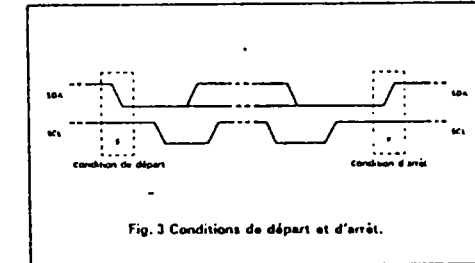 SDA SDA
SCL SCL
S P
Condition de départ Condition d'arrêt
Fig. 3 Conditions de départ et d'arrêt.